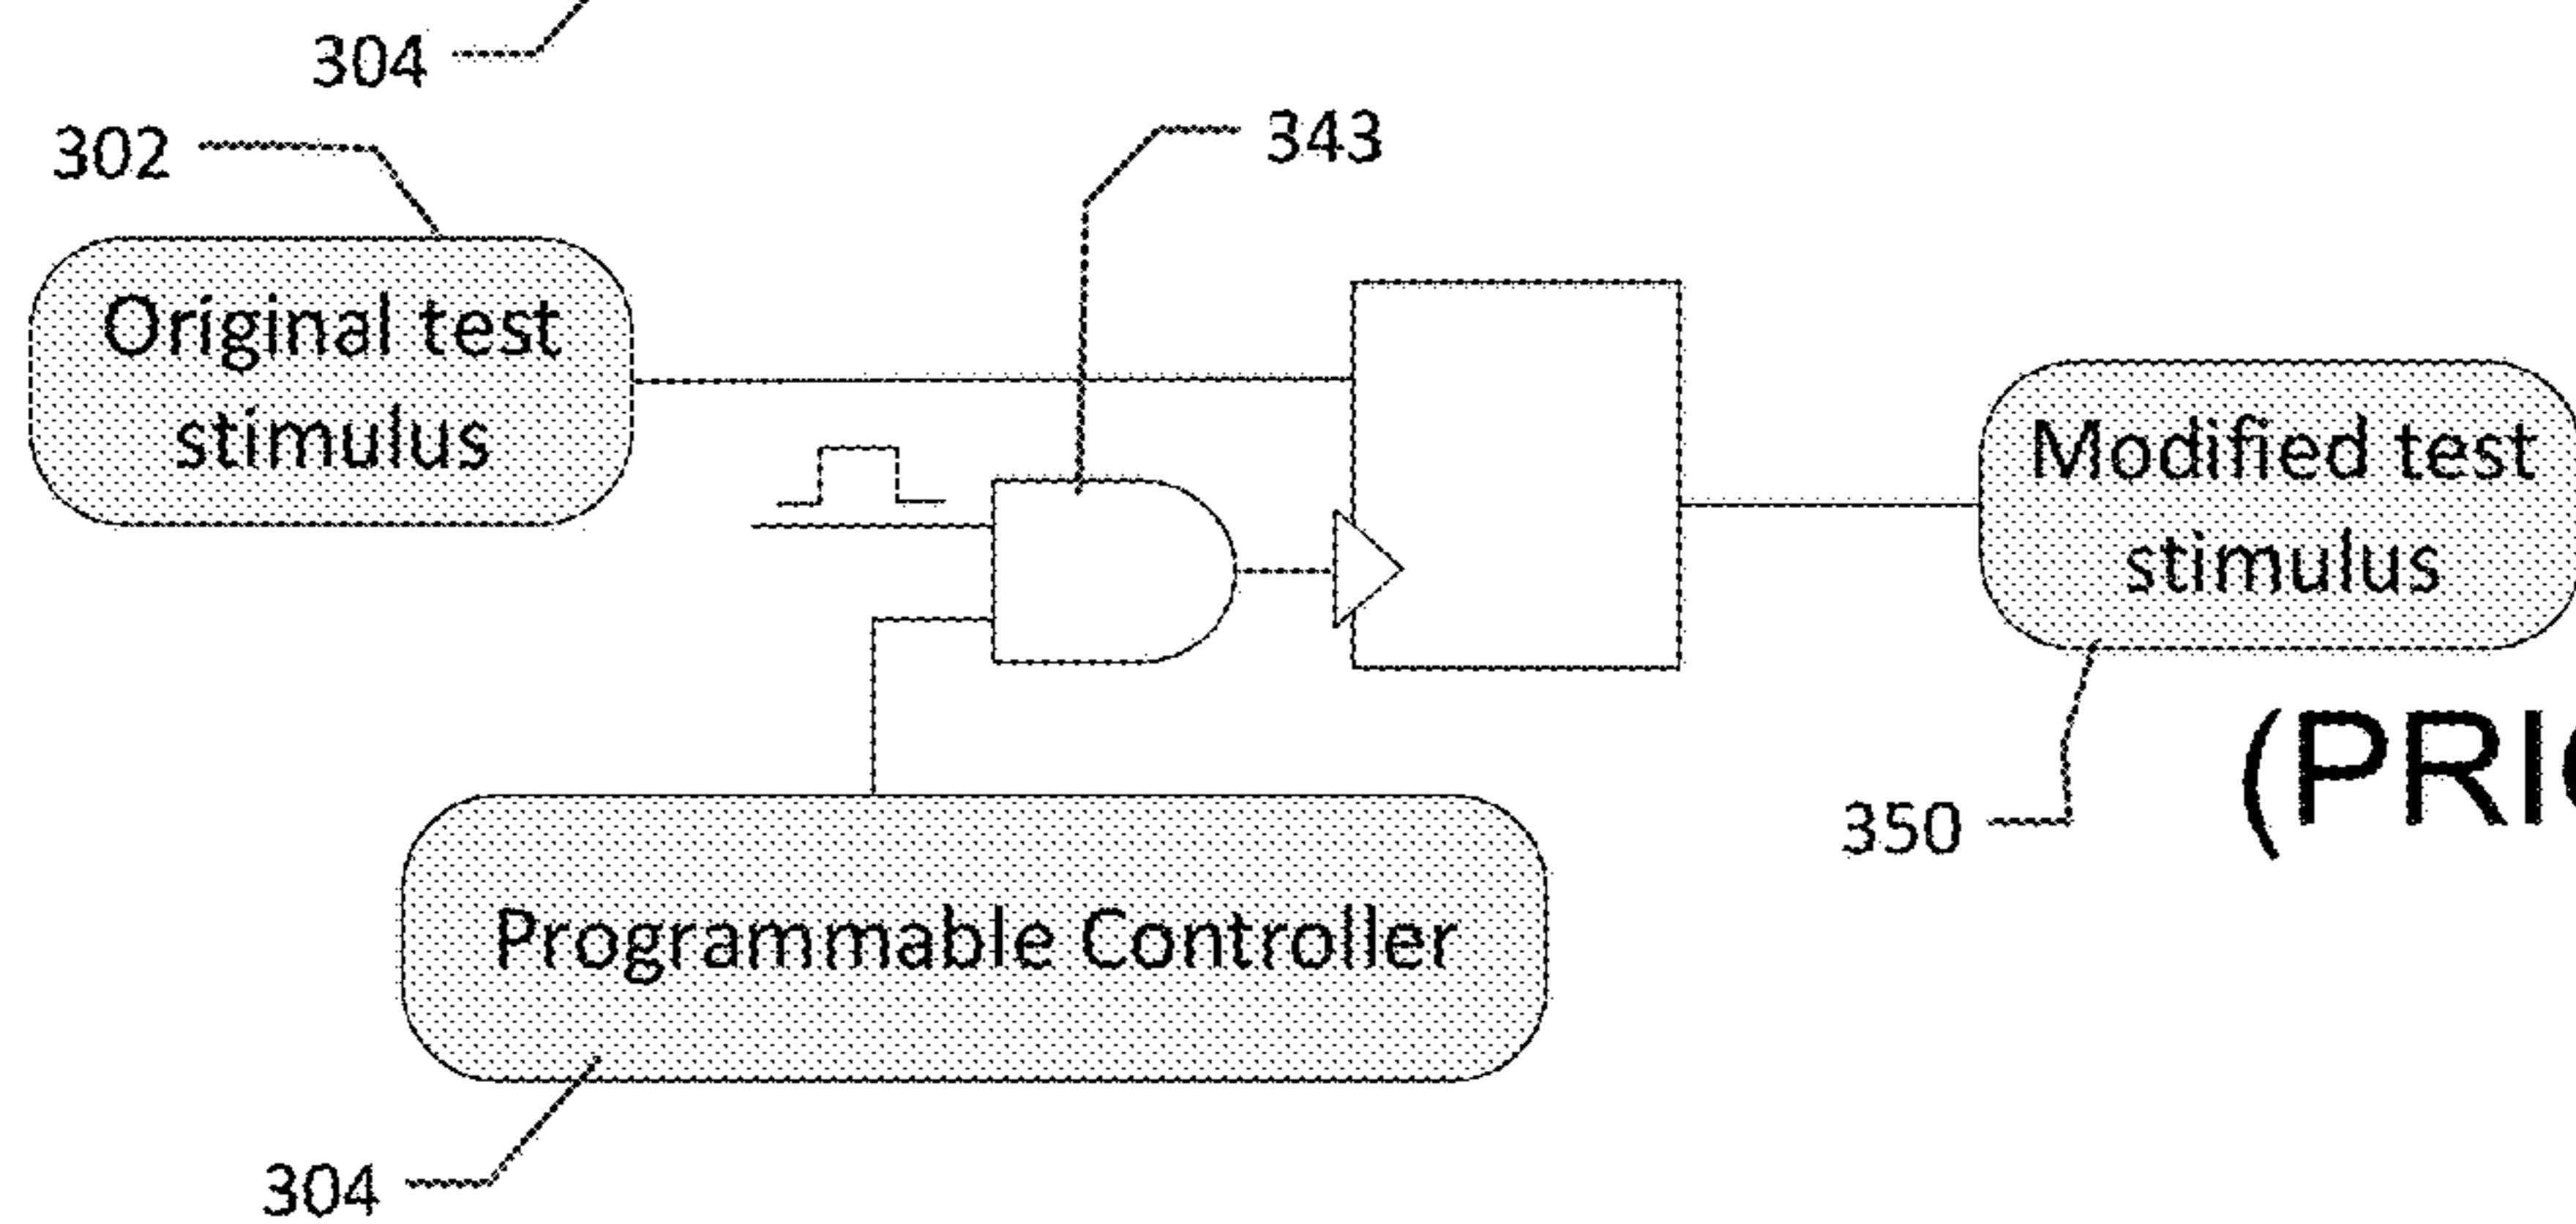 304
302
343
Original test
stimulus
Modified test
stimulus
350
Programmable Controller
304